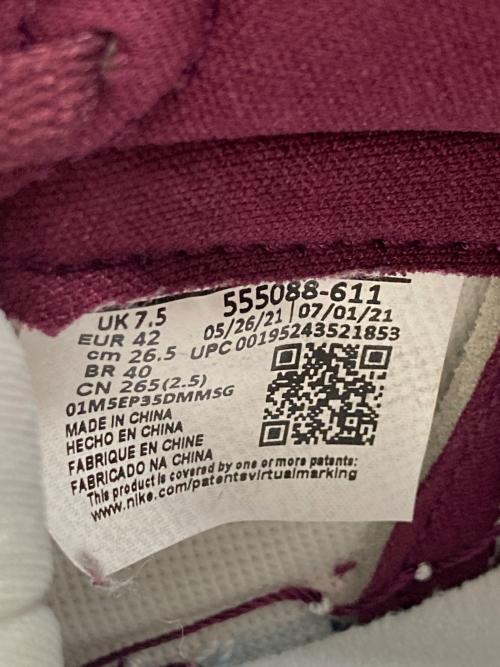 555088-611
UK 7.5
05/26/21 | 07/01/21
EUR 42
UPC 00195243521853
cm 26.5
BR 40
CN 265(2.5)
01M5EP35DMMSG
MADE IN CHINA
HECHO EN CHINA
FABRIQUE EN CHINE
FABRICADO NA CHINA
This product is covered by one or more patents:
www.nike.com/patentsvirtualmarking